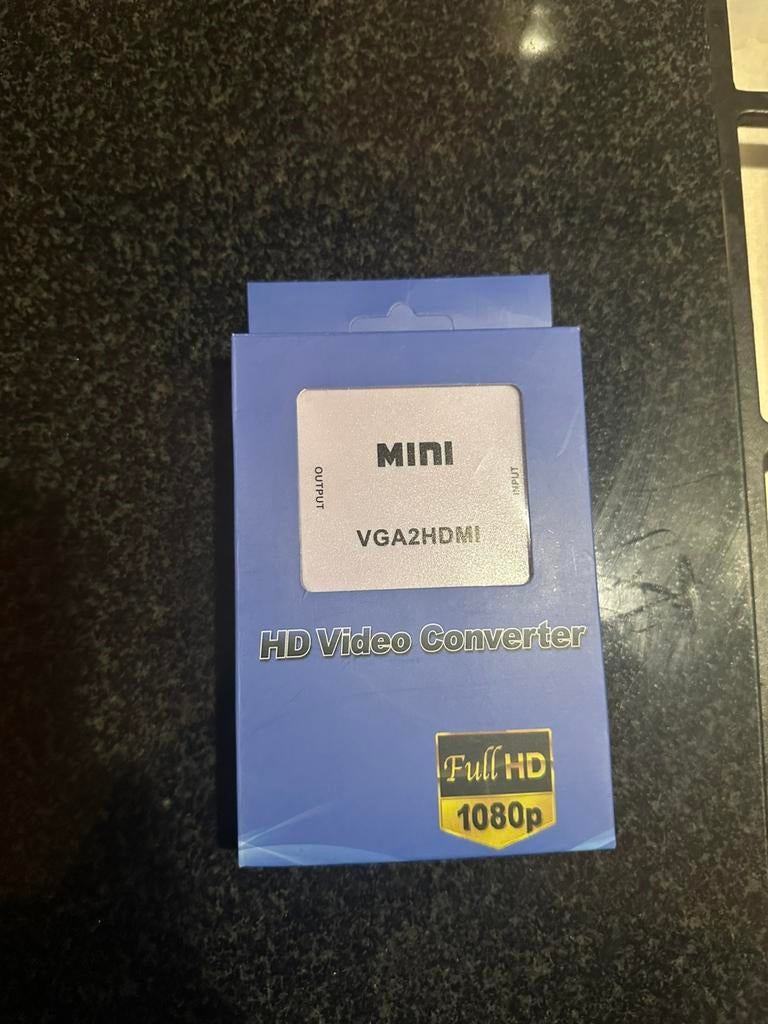 MINI
OUTPUT
INPUT
VGA2HDMI
HD Video Converter
Full HD
1080p